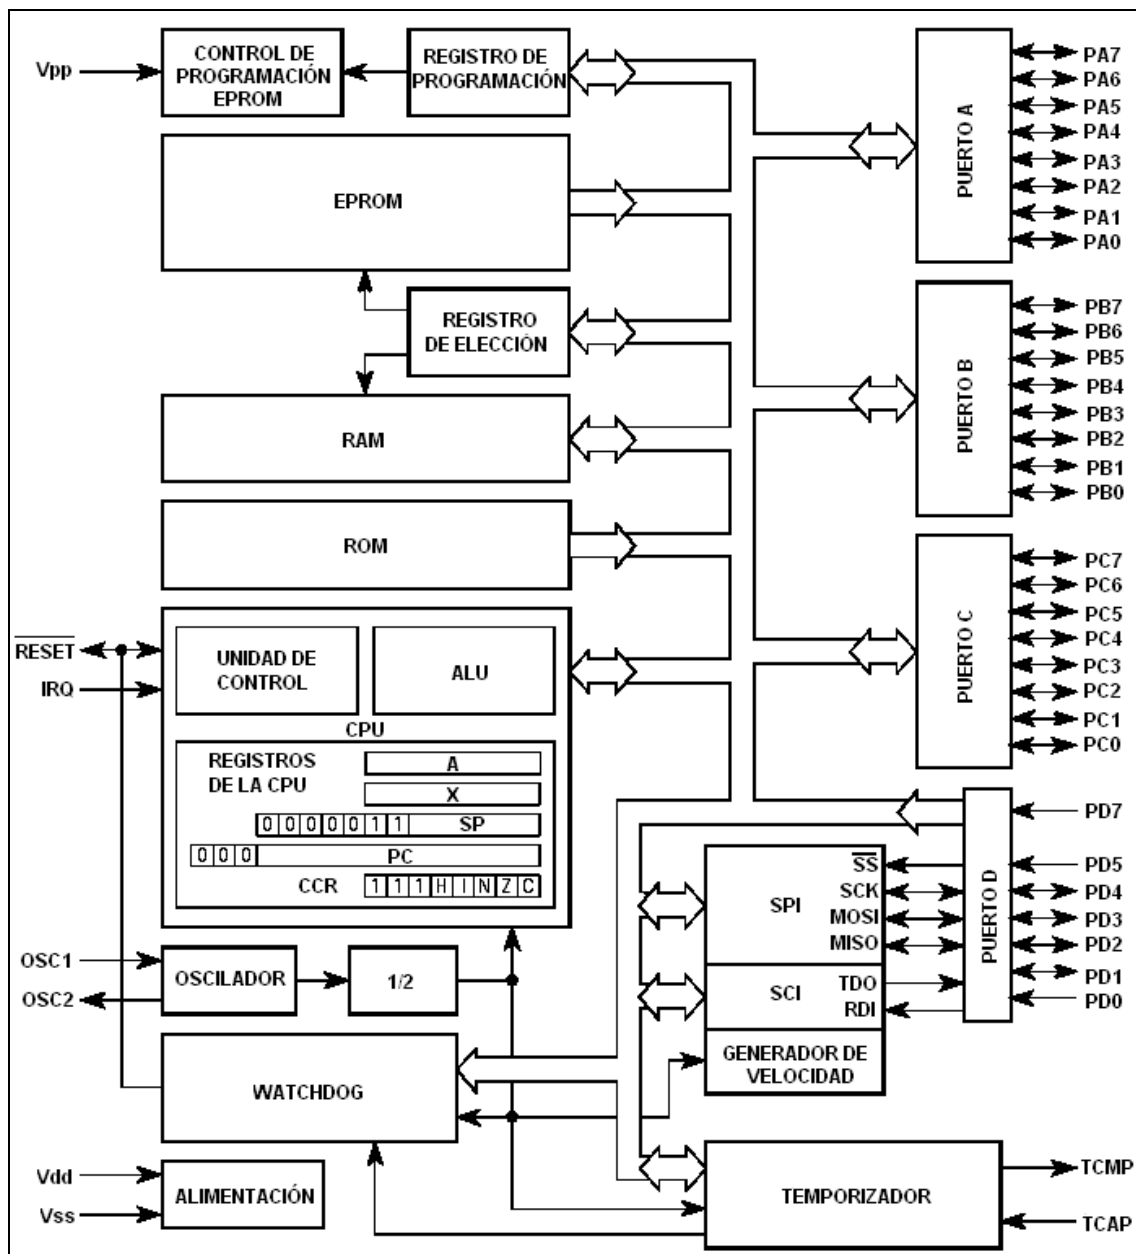 Vpp
CONTROL DE
PROGRAMACIÓN
EPROM
REGISTRO DE
PROGRAMACIÓN
EPROM
REGISTRO
DE ELECCIÓN
RAM
ROM
RESET
IRQ
UNIDAD DE
CONTROL
ALU
CPU
REGISTROS
DE LA CPU
A
X
0 0 0 0 0 1 1 SP
0 0 0 PC
CCR 1 1 1 H I N Z C
OSC1
OSC2
OSCILADOR
1/2
WATCHDOG
Vdd
Vss
ALIMENTACIÓN
PUERTO A
PA7
PA6
PA5
PA4
PA3
PA2
PA1
PA0
PUERTO B
PB7
PB6
PB5
PB4
PB3
PB2
PB1
PB0
PUERTO C
PC7
PC6
PC5
PC4
PC3
PC2
PC1
PC0
PUERTO D
PD7
PD5
PD4
PD3
PD2
PD1
PD0
SPI
SS
SCK
MOSI
MISO
SCI
TDO
RDI
GENERADOR DE
VELOCIDAD
TEMPORIZADOR
TCMP
TCAP